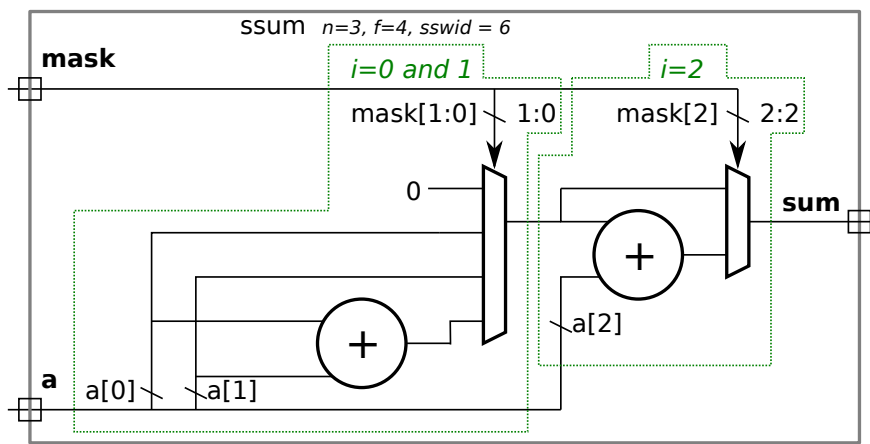 ssum n=3, f=4, sswid = 6
mask
i=0 and 1
i=2
mask[1:0] 1:0
mask[2] 2:2
0
sum
+
+
a[2]
a
a[0]
a[1]